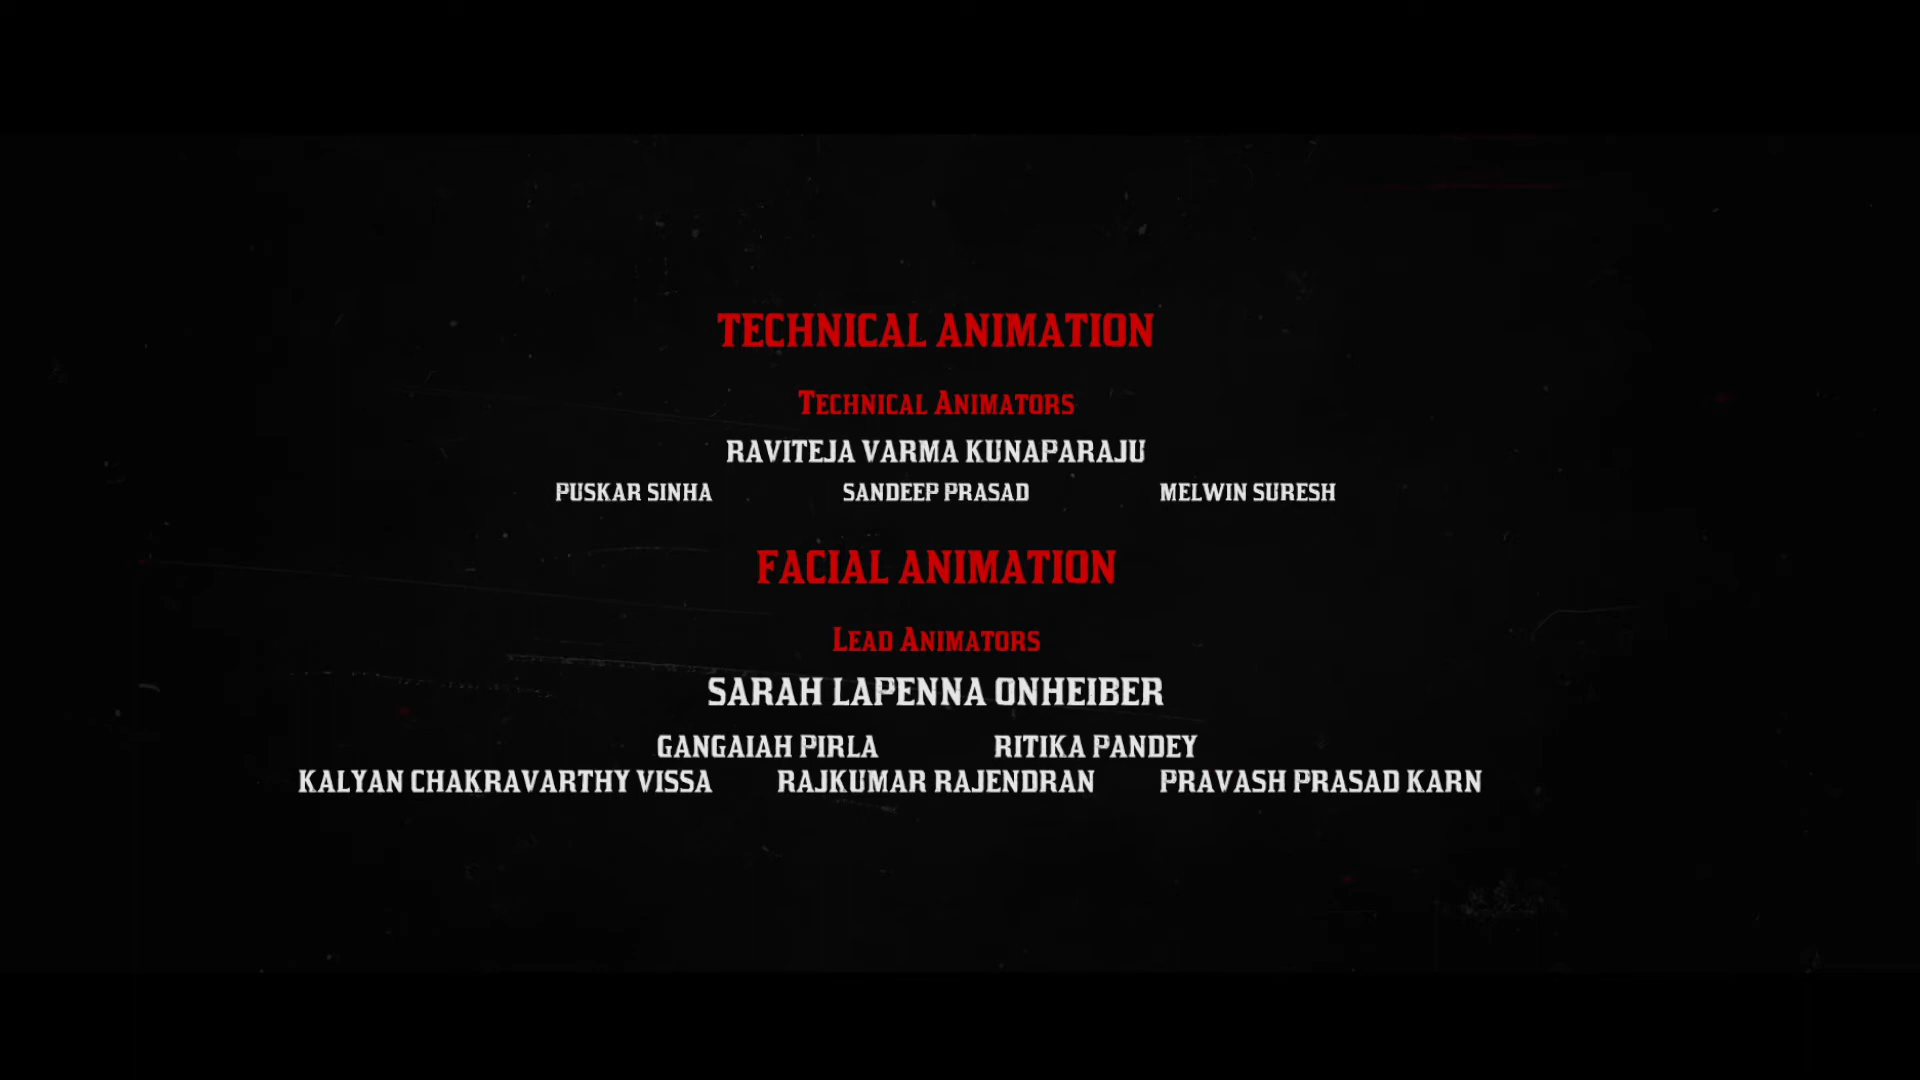 TECHNICAL ANIMATION
TECHNICAL ANIMATORS
RAVITEJA VARMA KUNAPARAJU
PUSKAR SINHA SANDEEP PRASAD MELWIN SURESH
FACIAL ANIMATION
LEAD ANIMATORS
SARAH LAPENNA ONHEIBER
GANGAIAH PIRLA RITIKA PANDEY
KALYAN CHAKRAVARTHY VISSA RAJKUMAR RAJENDRAN PRAVASH PRASAD KARN